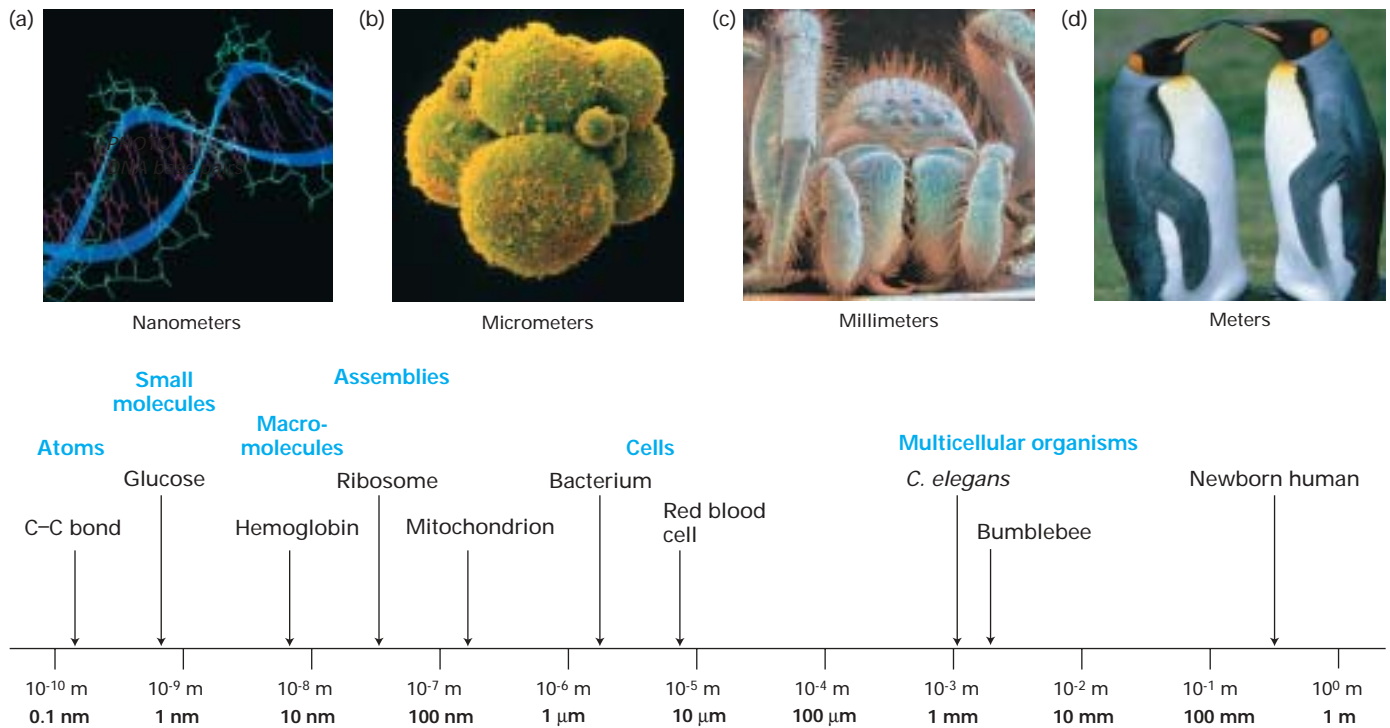 (a)
(b)
(c)
(d)
Nanometers
Micrometers
Millimeters
Meters
Small
molecules
Assemblies
Atoms
Macro-
molecules
Cells
Multicellular organisms
Glucose
Ribosome
Bacterium
C. elegans
Newborn human
C–C bond
Hemoglobin
Mitochondrion
Red blood
cell
Bumblebee
10⁻¹⁰ m
10⁻⁹ m
10⁻⁸ m
10⁻⁷ m
10⁻⁶ m
10⁻⁵ m
10⁻⁴ m
10⁻³ m
10⁻² m
10⁻¹ m
10⁰ m
0.1 nm
1 nm
10 nm
100 nm
1 μm
10 μm
100 μm
1 mm
10 mm
100 mm
1 m